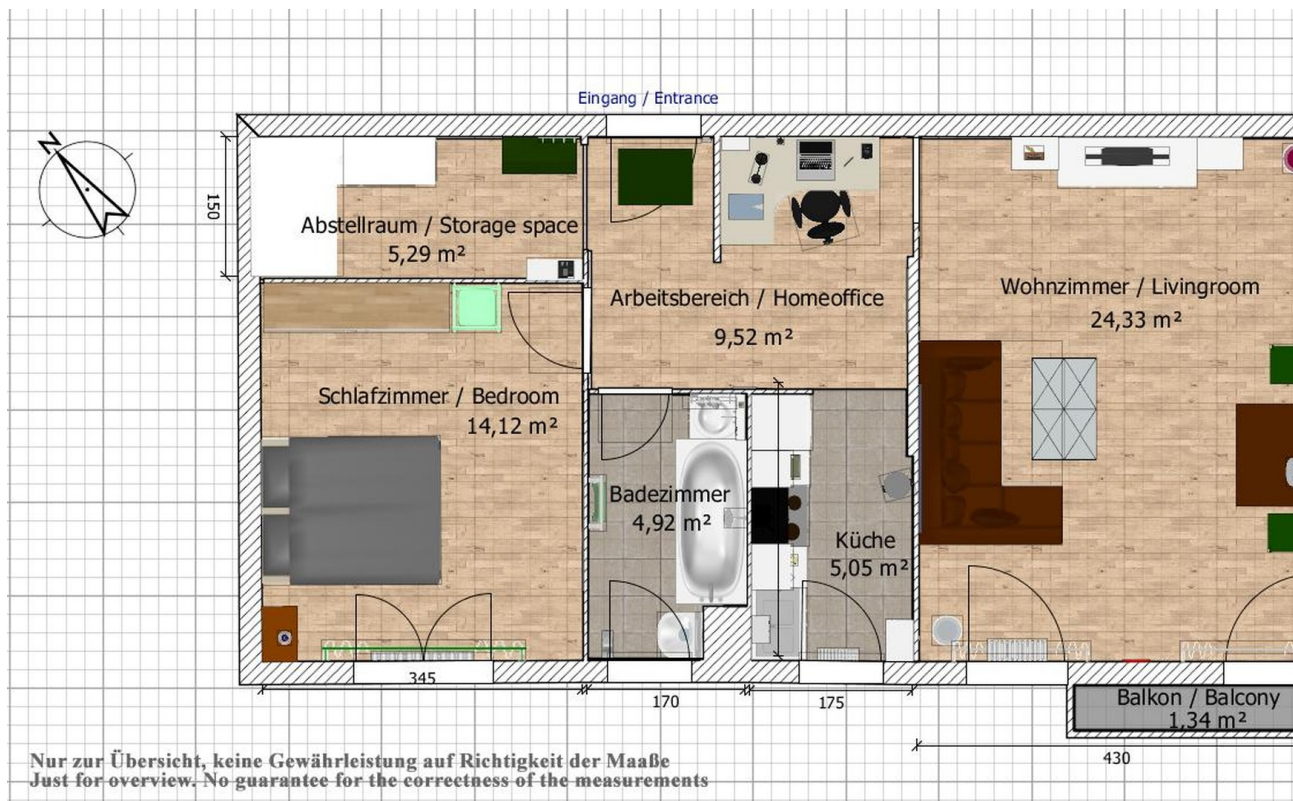 Eingang / Entrance
N
150
Abstellraum / Storage space
5,29 m²
Arbeitsbereich / Homeoffice
9,52 m²
Wohnzimmer / Livingroom
24,33 m²
Schlafzimmer / Bedroom
14,12 m²
Badezimmer
4,92 m²
Küche
5,05 m²
345
170
175
Balkon / Balcony
1,34 m²
430
Nur zur Übersicht, keine Gewährleistung auf Richtigkeit der Maaße
Just for overview. No guarantee for the correctness of the measurements